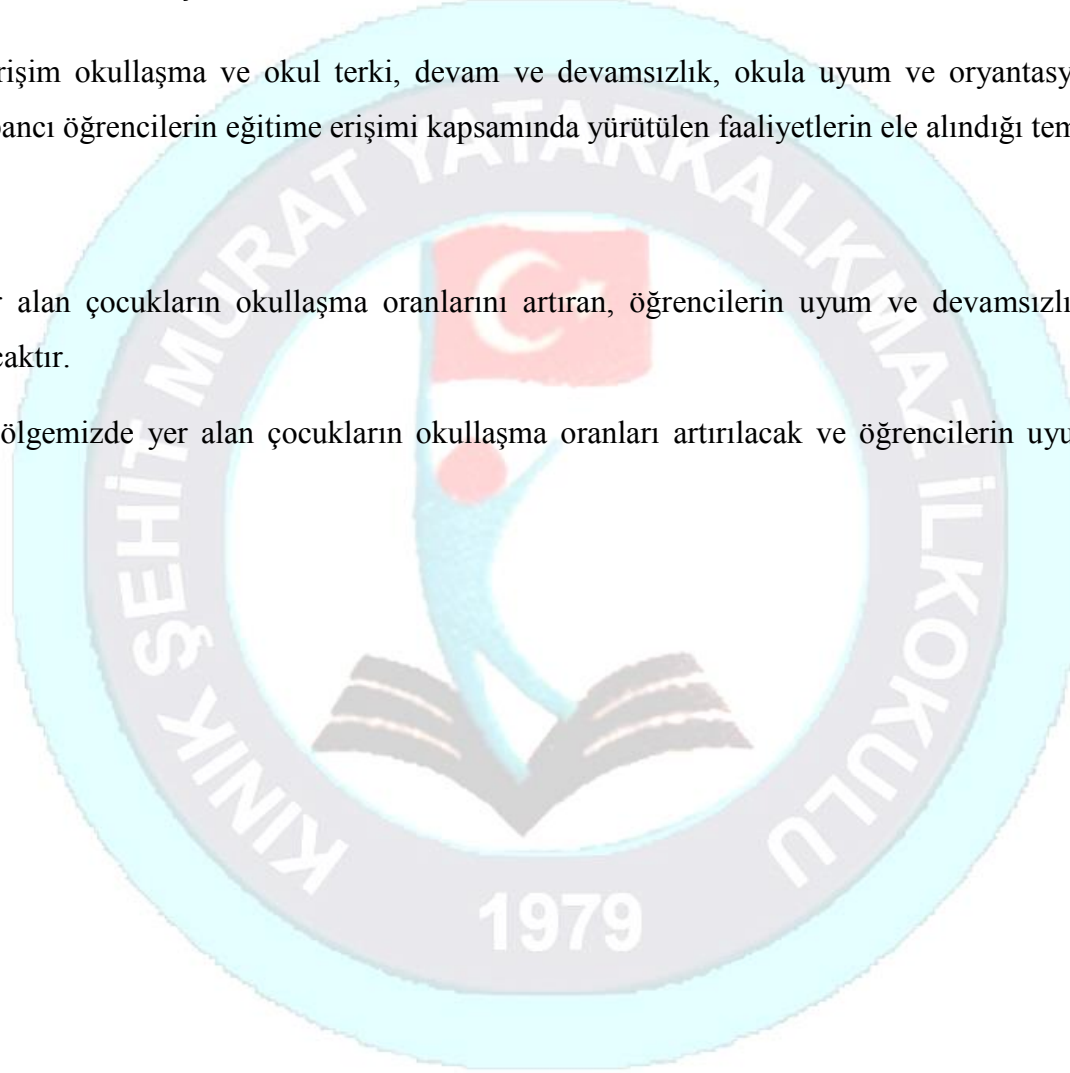 rişim okullaşma ve okul terki, devam ve devamsızlık, okula uyum ve oryantasy
bancı öğrencilerin eğitime erişimi kapsamında yürütülen faaliyetlerin ele alındığı tem
r alan çocukların okullaşma oranlarını artıran, öğrencilerin uyum ve devamsızlı
caktır.
ölgemizde yer alan çocukların okullaşma oranları artırılacak ve öğrencilerin uyu
KINIK ŞEHİT MURAT YATARKALKMAZ İLKOKULU
1979